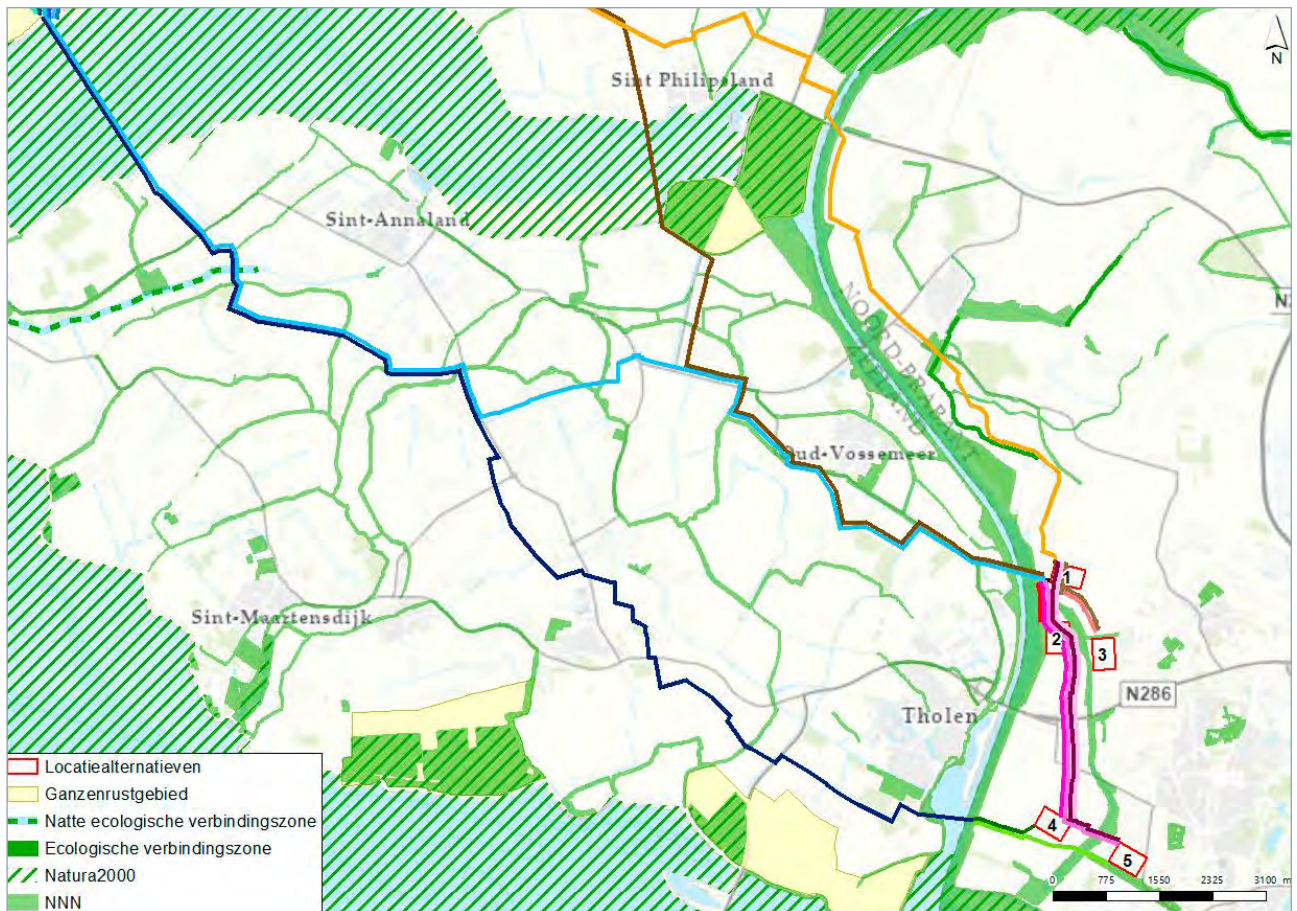 N
Sint Philipsland
Sint-Annaland
NOORD-BRABANT
ZEELAND
Oud-Vossemeer
Sint-Maartensdijk
Tholen
N286
1
2
3
4
5
Locatiealternatieven
Ganzenrustgebied
Natte ecologische verbindingszone
Ecologische verbindingszone
Natura2000
NNN
0 775 1550 2325 3100 m